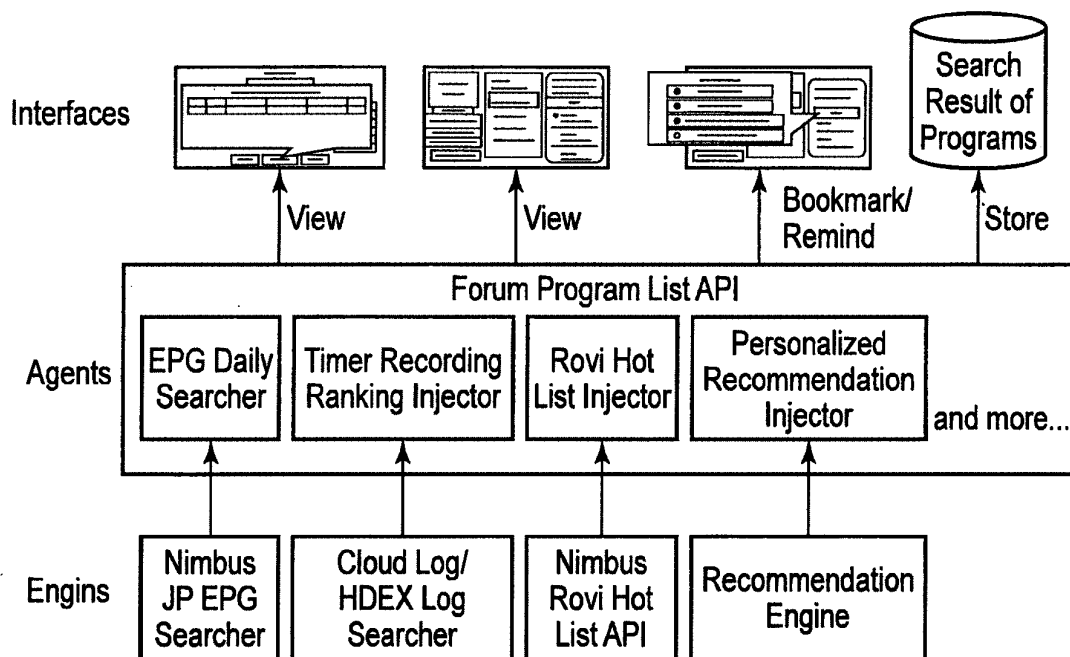 Interfaces
Search
Result of
Programs
View
View
Bookmark/
Remind
Store
Forum Program List API
Agents
EPG Daily
Searcher
Timer Recording
Ranking Injector
Rovi Hot
List Injector
Personalized
Recommendation
Injector
and more...
Engins
Nimbus
JP EPG
Searcher
Cloud Log/
HDEX Log
Searcher
Nimbus
Rovi Hot
List API
Recommendation
Engine